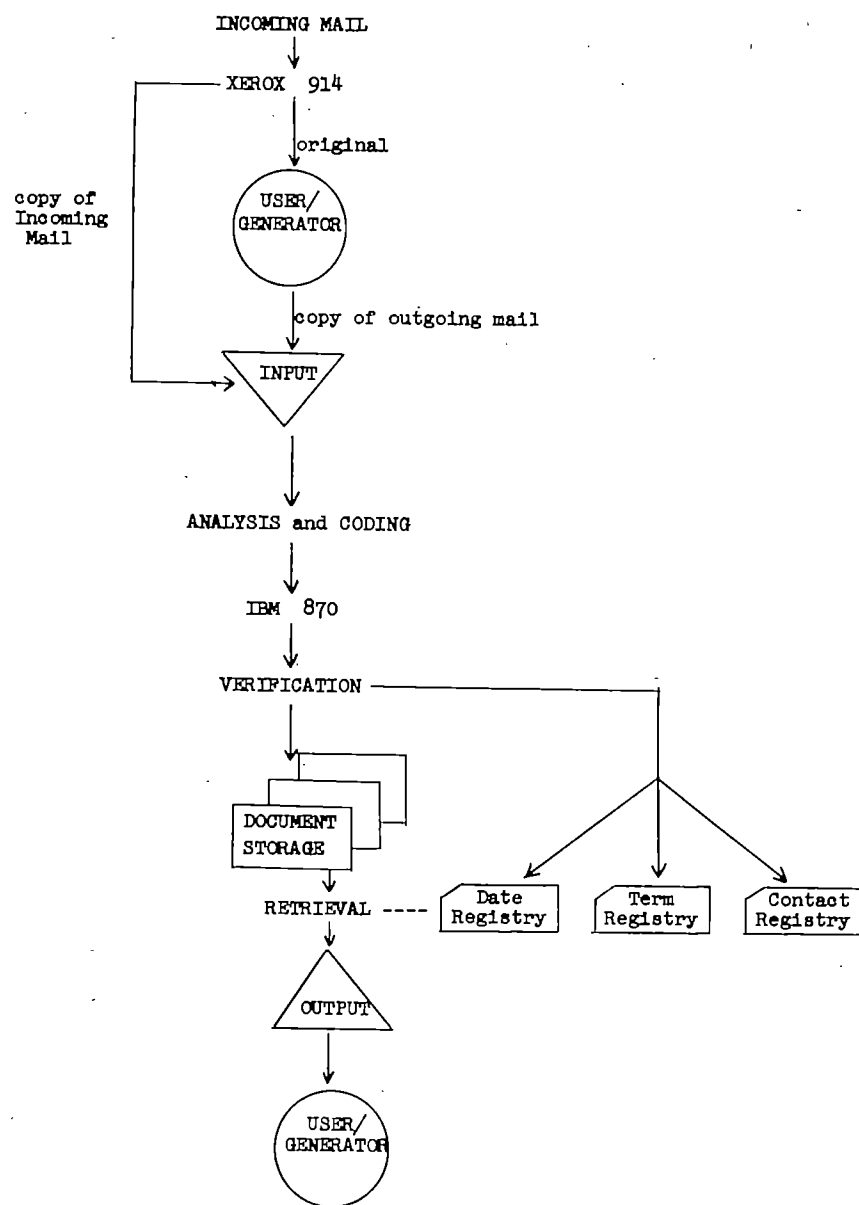 INCOMING MAIL
XEROX 914
original
copy of
Incoming
Mail
USER/
GENERATOR
copy of outgoing mail
INPUT
ANALYSIS and CODING
IBM 870
VERIFICATION
DOCUMENT
STORAGE
RETRIEVAL ----
Date
Registry
Term
Registry
Contact
Registry
OUTPUT
USER/
GENERATOR